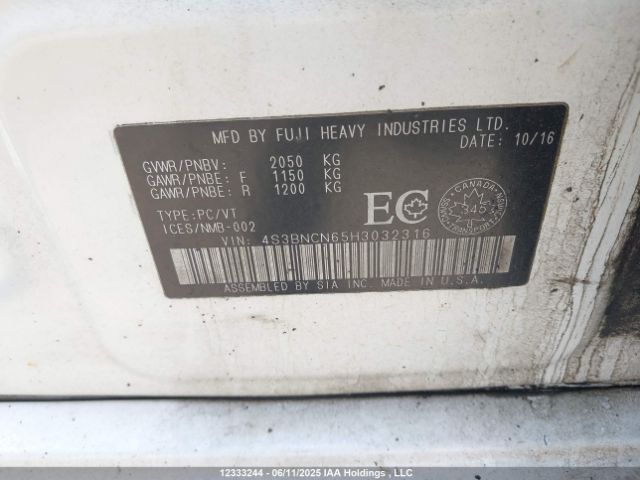 MFD BY FUJI HEAVY INDUSTRIES LTD.
DATE: 10/16
GVWR/PNBV: 2050 KG
GAWR/PNBE: F 1150 KG
GAWR/PNBE: R 1200 KG
TYPE:PC/VT
ICES/NMB-002
EC
CANADA
345
TRANSPORT
VIN: 4S3BNCN65H3032316
ASSEMBLED BY SIA INC. MADE IN U.S.A.
12333244 - 06/11/2025 IAA Holdings , LLC